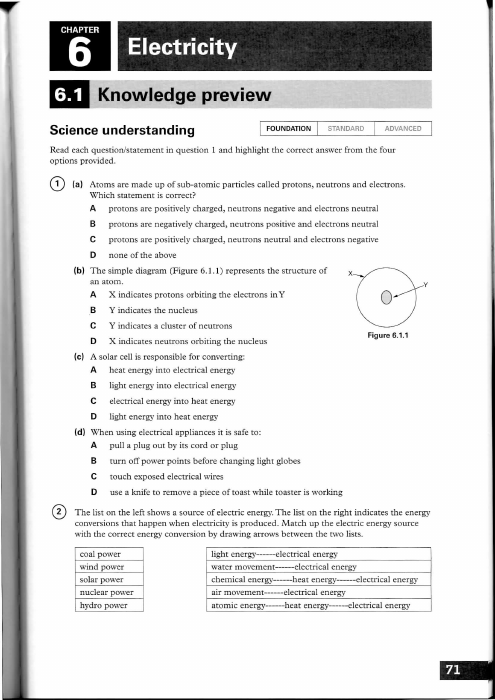 CHAPTER
6 Electricity
6.1 Knowledge preview
Science understanding
FOUNDATION STANDARD ADVANCED
Read each question/statement in question 1 and highlight the correct answer from the four
options provided.
1 (a) Atoms are made up of sub-atomic particles called protons, neutrons and electrons.
Which statement is correct?
A protons are positively charged, neutrons negative and electrons neutral
B protons are negatively charged, neutrons positive and electrons neutral
C protons are positively charged, neutrons neutral and electrons negative
D none of the above
(b) The simple diagram (Figure 6.1.1) represents the structure of
an atom.
A X indicates protons orbiting the electrons in Y
B Y indicates the nucleus
C Y indicates a cluster of neutrons
D X indicates neutrons orbiting the nucleus
X
Y
Figure 6.1.1
(c) A solar cell is responsible for converting:
A heat energy into electrical energy
B light energy into electrical energy
C electrical energy into heat energy
D light energy into heat energy
(d) When using electrical appliances it is safe to:
A pull a plug out by its cord or plug
B turn off power points before changing light globes
C touch exposed electrical wires
D use a knife to remove a piece of toast while toaster is working
2 The list on the left shows a source of electric energy. The list on the right indicates the energy
conversions that happen when electricity is produced. Match up the electric energy source
with the correct energy conversion by drawing arrows between the two lists.
coal power light energy------electrical energy
wind power water movement------electrical energy
solar power chemical energy------heat energy------electrical energy
nuclear power air movement------electrical energy
hydro power atomic energy------heat energy------electrical energy
71